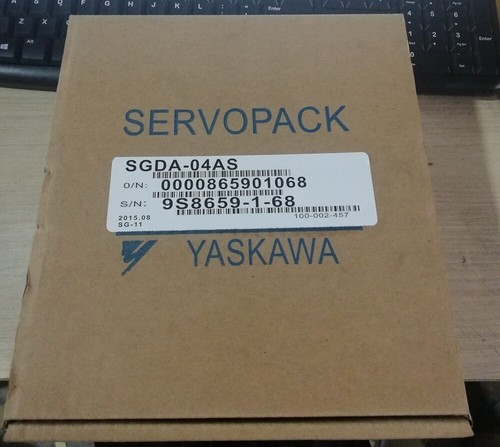 SERVOPACK
SGDA-04AS
O/N: 0000865901068
S/N: 9S8659-1-68
2015.08
SG-11
100-002-457
YASKAWA